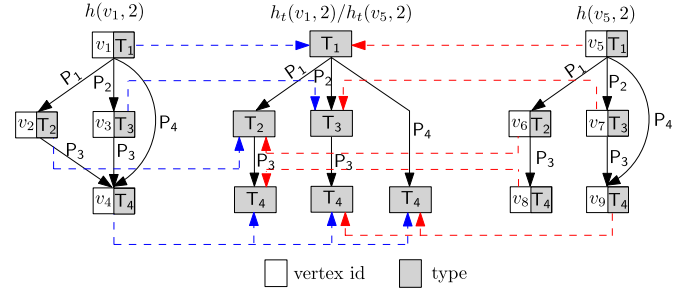 h(v₁, 2) hₜ(v₁, 2)/hₜ(v₅, 2) h(v₅, 2)
v₁ T₁ T₁ v₅ T₁
P₁ P₂ P₁ P₂ P₁ P₂
v₂ T₂ v₃ T₃ P₄ T₂ T₃ P₄ v₆ T₂ v₇ T₃ P₄
P₃ P₃ P₃ P₃ P₃ P₃
v₄ T₄ T₄ T₄ T₄ v₈ T₄ v₉ T₄
vertex id type